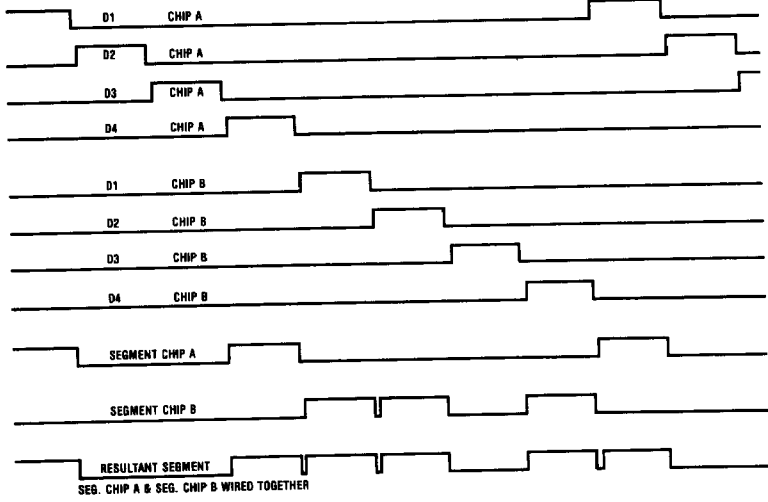 D1 CHIP A
D2 CHIP A
D3 CHIP A
D4 CHIP A
D1 CHIP B
D2 CHIP B
D3 CHIP B
D4 CHIP B
SEGMENT CHIP A
SEGMENT CHIP B
RESULTANT SEGMENT
SEG. CHIP A & SEG. CHIP B WIRED TOGETHER